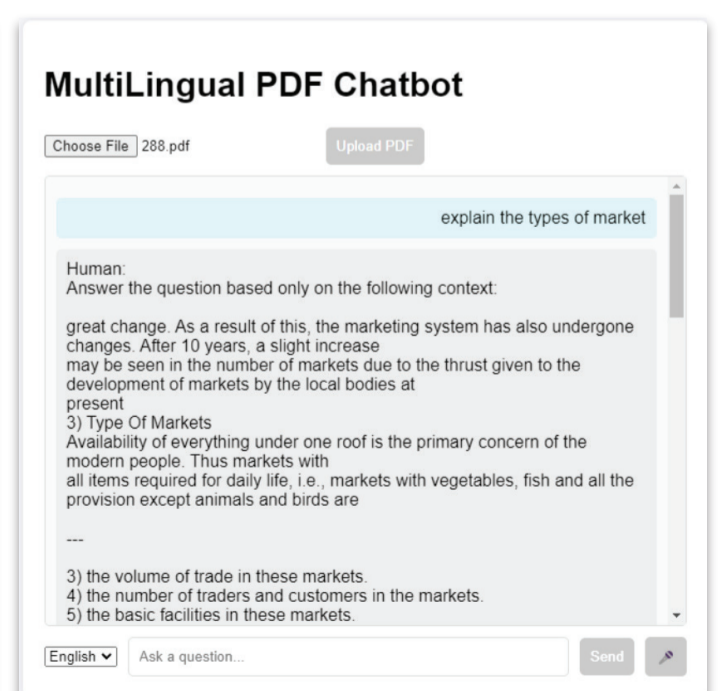 MultiLingual PDF Chatbot
Choose File 288.pdf
Upload PDF
explain the types of market
Human:
Answer the question based only on the following context:
great change. As a result of this, the marketing system has also undergone
changes. After 10 years, a slight increase
may be seen in the number of markets due to the thrust given to the
development of markets by the local bodies at
present
3) Type Of Markets
Availability of everything under one roof is the primary concern of the
modern people. Thus markets with
all items required for daily life, i.e., markets with vegetables, fish and all the
provision except animals and birds are
---
3) the volume of trade in these markets.
4) the number of traders and customers in the markets.
5) the basic facilities in these markets.
English
Ask a question...
Send